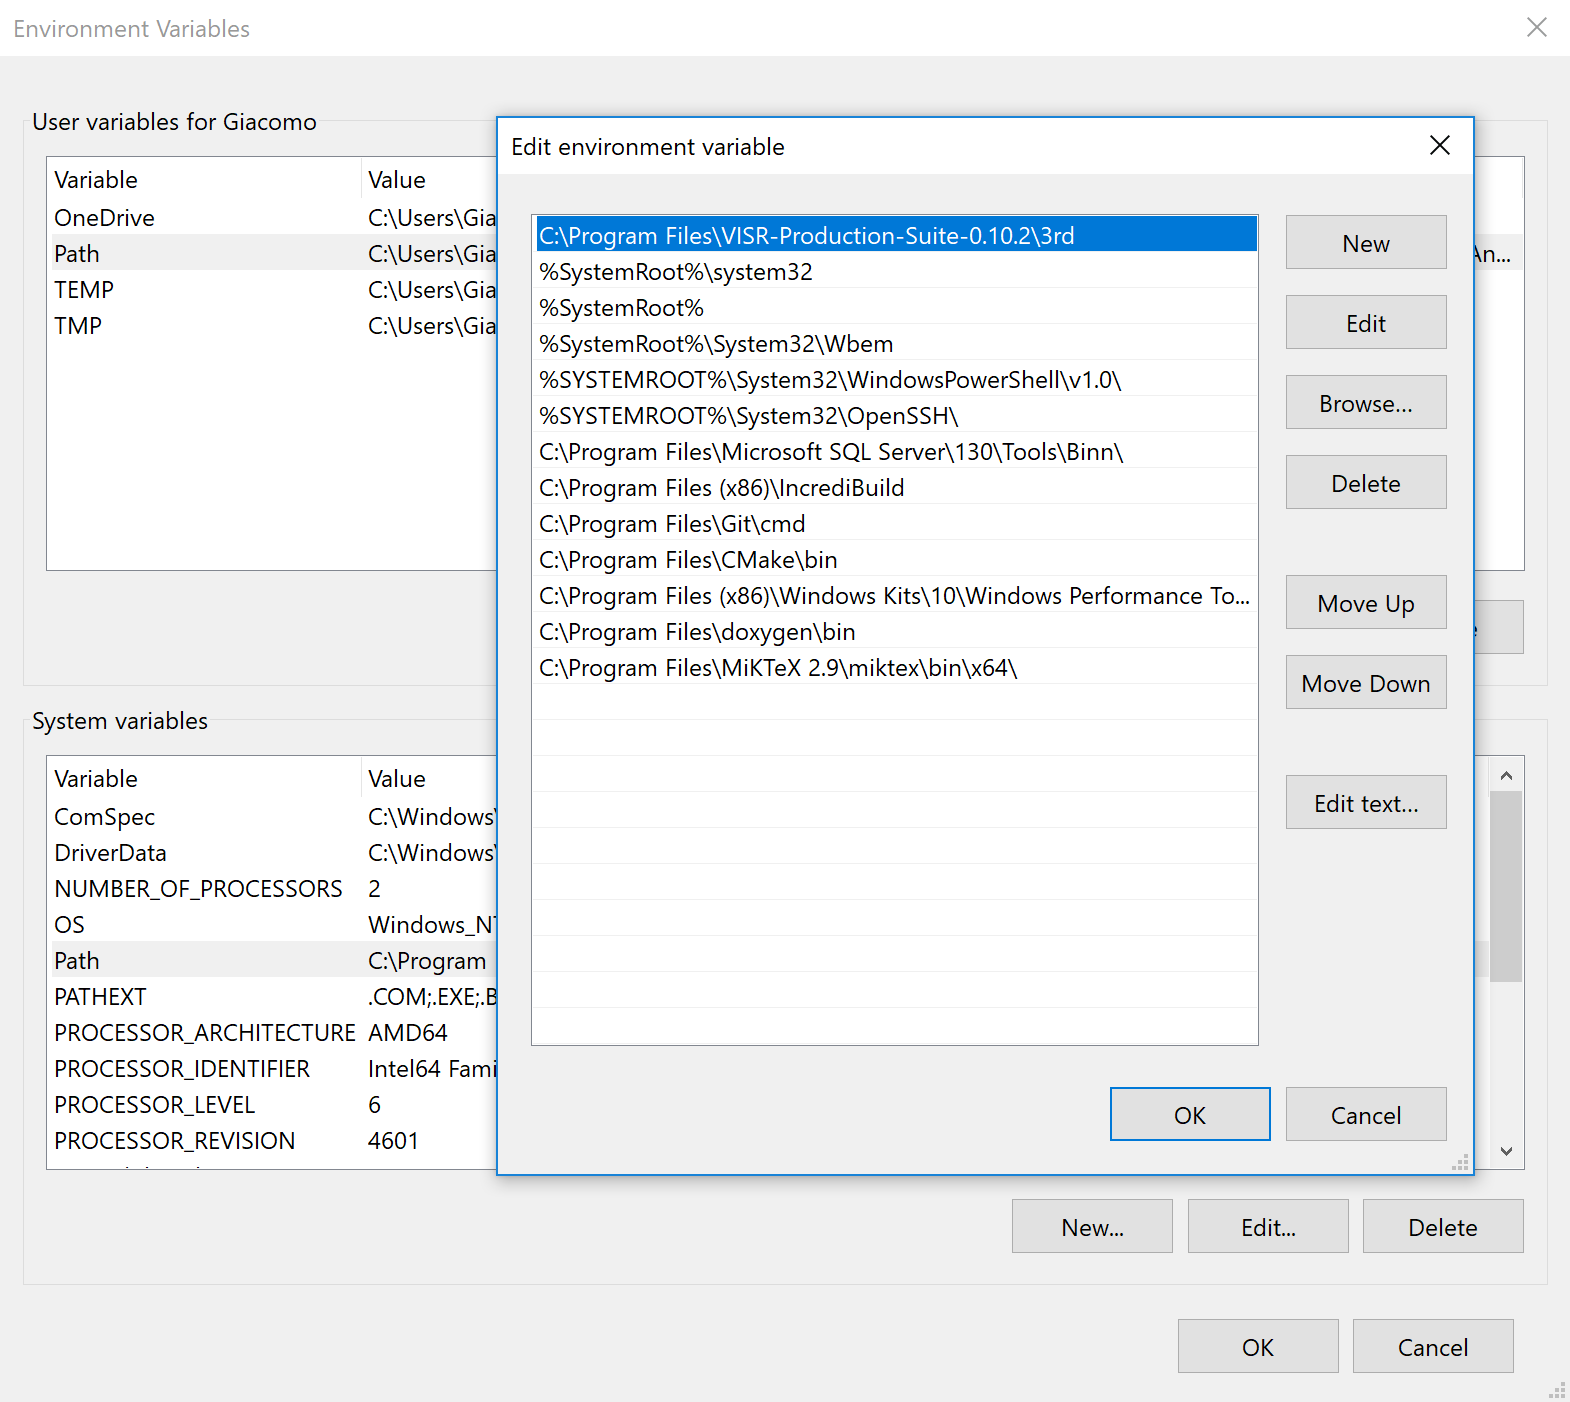 Environment Variables
User variables for Giacomo
Variable Value
OneDrive C:\Users\Gia
Path C:\Users\Gia An...
TEMP C:\Users\Gia
TMP C:\Users\Gia
Edit environment variable
C:\Program Files\VISR-Production-Suite-0.10.2\3rd
%SystemRoot%\system32
%SystemRoot%
%SystemRoot%\System32\Wbem
%SYSTEMROOT%\System32\WindowsPowerShell\v1.0\
%SYSTEMROOT%\System32\OpenSSH\
C:\Program Files\Microsoft SQL Server\130\Tools\Binn\
C:\Program Files (x86)\IncrediBuild
C:\Program Files\Git\cmd
C:\Program Files\CMake\bin
C:\Program Files (x86)\Windows Kits\10\Windows Performance To...
C:\Program Files\doxygen\bin
C:\Program Files\MiKTeX 2.9\miktex\bin\x64\
New
Edit
Browse...
Delete
Move Up
Move Down
Edit text...
OK Cancel
System variables
Variable Value
ComSpec C:\Windows\
DriverData C:\Windows\
NUMBER_OF_PROCESSORS 2
OS Windows_NT
Path C:\Program
PATHEXT .COM;.EXE;.B
PROCESSOR_ARCHITECTURE AMD64
PROCESSOR_IDENTIFIER Intel64 Fami
PROCESSOR_LEVEL 6
PROCESSOR_REVISION 4601
New... Edit... Delete
OK Cancel